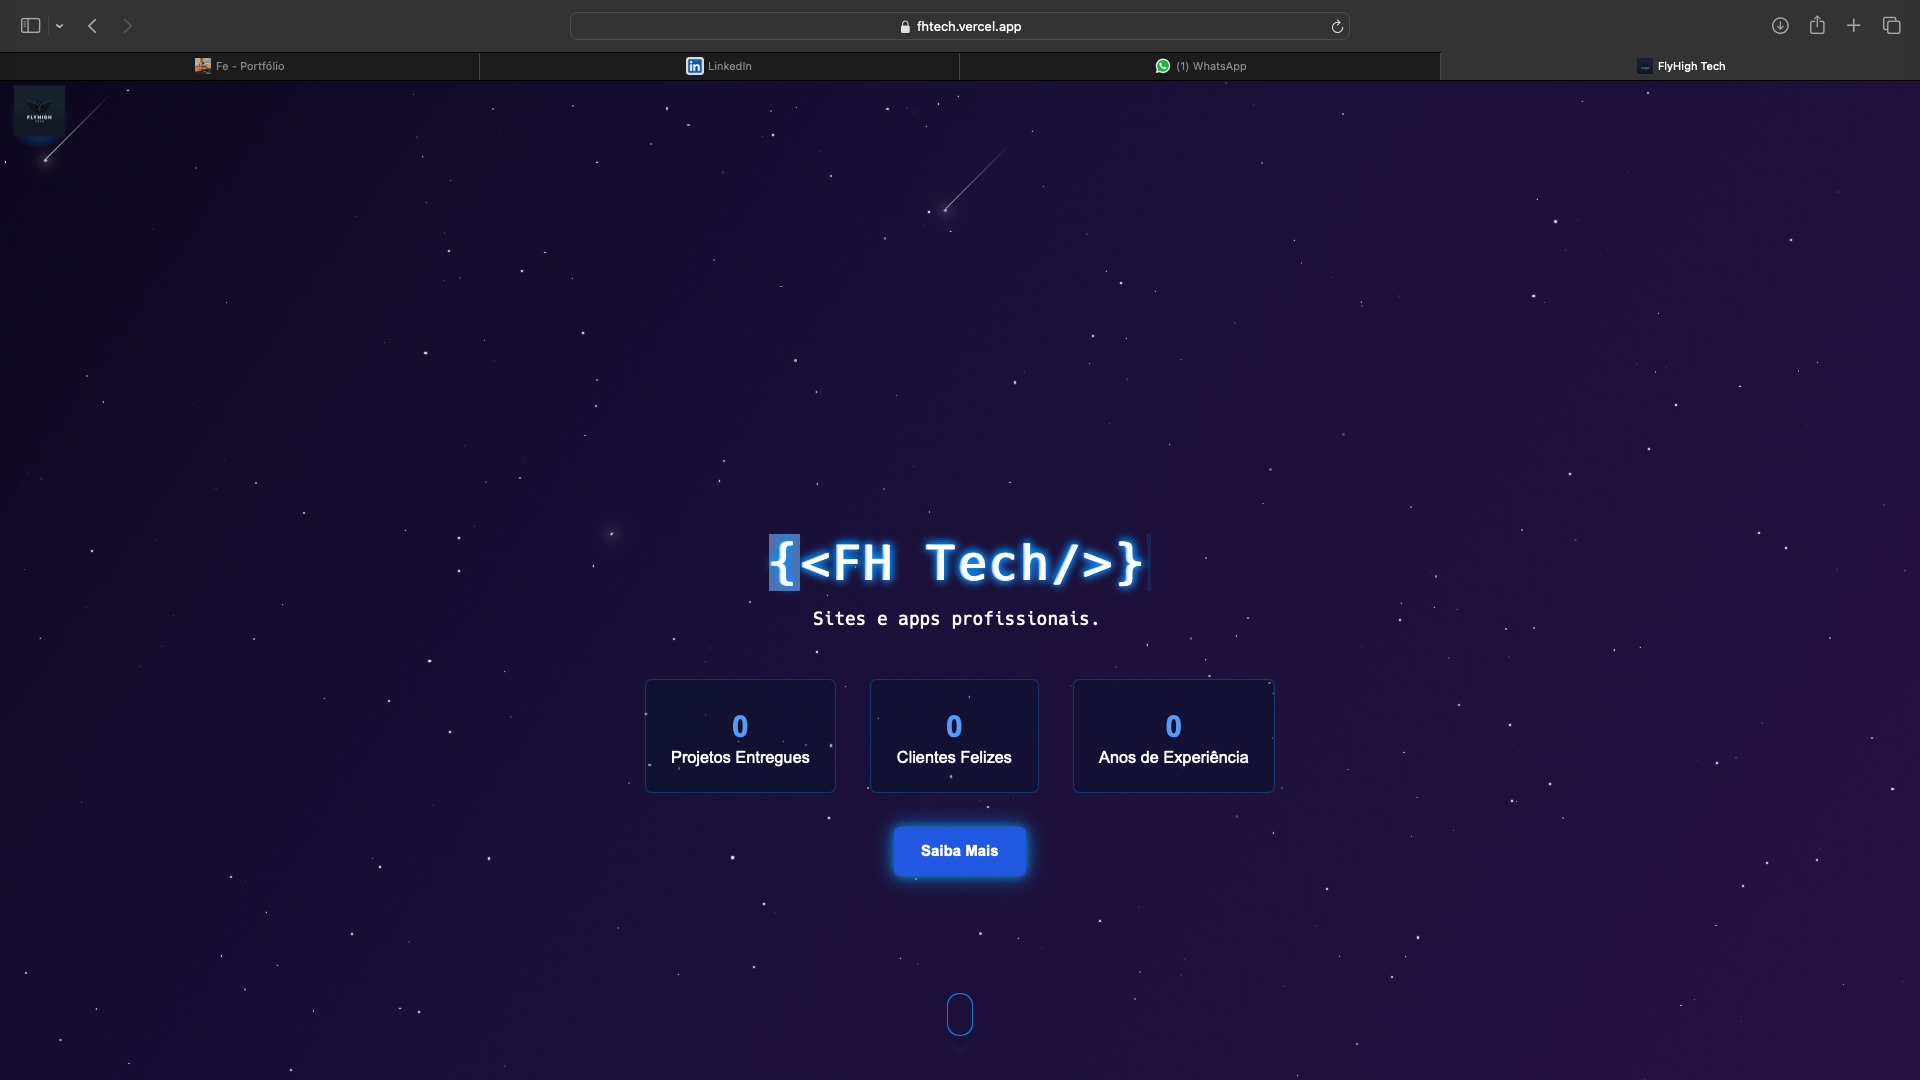 fhtech.vercel.app
Fe – Portfólio
LinkedIn
(1) WhatsApp
FlyHigh Tech
FLYHIGH
{<FH Tech/>}
Sites e apps profissionais.
0
Projetos Entregues
0
Clientes Felizes
0
Anos de Experiência
Saiba Mais